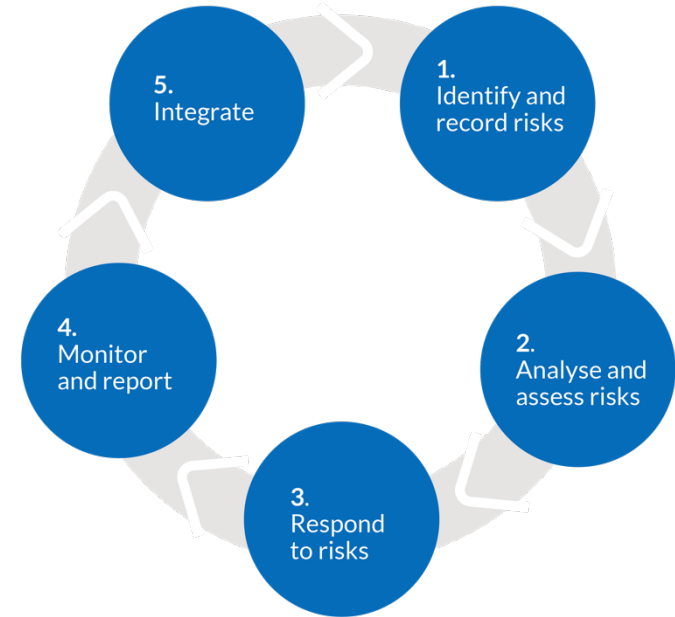 1.
Identify and
record risks
2.
Analyse and
assess risks
3.
Respond
to risks
4.
Monitor
and report
5.
Integrate